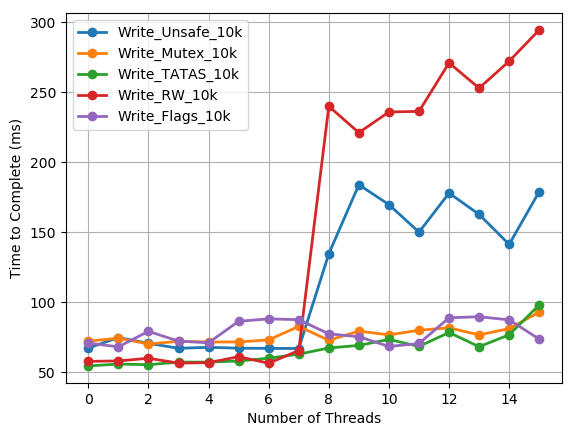 300
250
200
150
100
50
Time to Complete (ms)
Write_Unsafe_10k
Write_Mutex_10k
Write_TATAS_10k
Write_RW_10k
Write_Flags_10k
0 2 4 6 8 10 12 14
Number of Threads